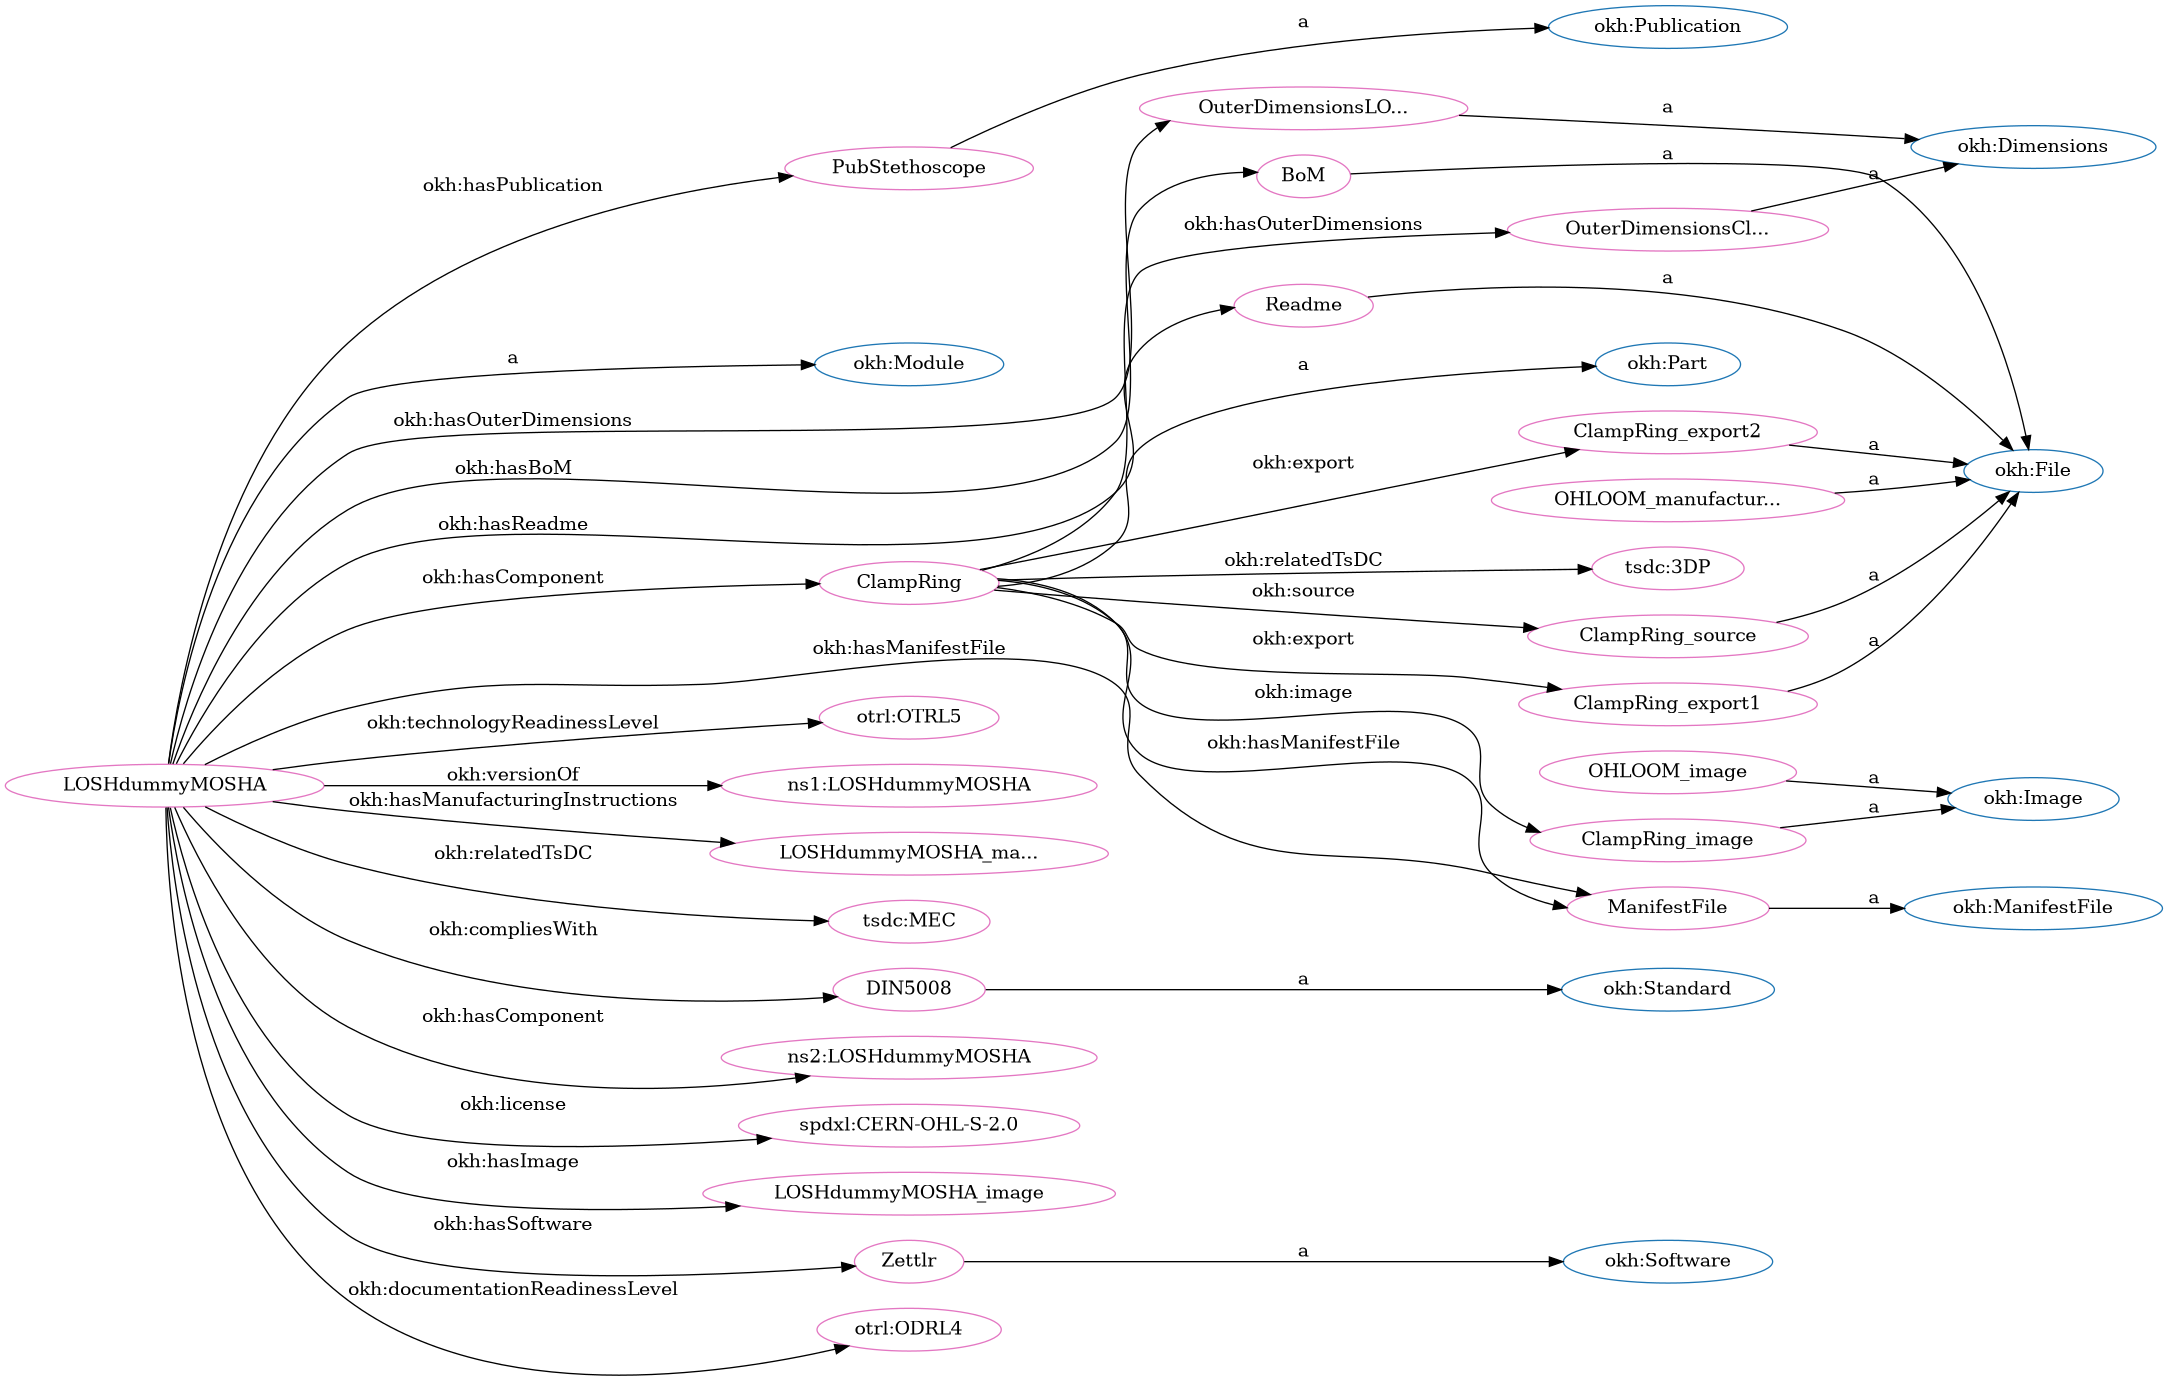 a
okh:Publication
OuterDimensionsLO...
a
okh:Dimensions
PubStethoscope
okh:hasPublication
BoM
a
a
okh:hasOuterDimensions
OuterDimensionsCl...
Readme
a
a
okh:Module
a
okh:Part
okh:hasOuterDimensions
ClampRing_export2
a
okh:hasBoM
okh:export
okh:File
OHLOOM_manufactur...
a
okh:hasReadme
okh:hasComponent
ClampRing
okh:relatedTsDC
tsdc:3DP
okh:source
a
okh:hasManifestFile
okh:export
ClampRing_source
a
okh:technologyReadinessLevel
otrl:OTRL5
okh:image
ClampRing_export1
okh:hasManifestFile
LOSHdummyMOSHA
okh:versionOf
ns1:LOSHdummyMOSHA
OHLOOM_image
a
okh:Image
okh:hasManufacturingInstructions
a
okh:relatedTsDC
LOSHdummyMOSHA_ma...
ClampRing_image
okh:compliesWith
tsdc:MEC
ManifestFile
a
okh:ManifestFile
DIN5008
a
okh:Standard
okh:hasComponent
ns2:LOSHdummyMOSHA
okh:license
spdxl:CERN-OHL-S-2.0
okh:hasImage
LOSHdummyMOSHA_image
okh:hasSoftware
Zettlr
a
okh:Software
okh:documentationReadinessLevel
otrl:ODRL4